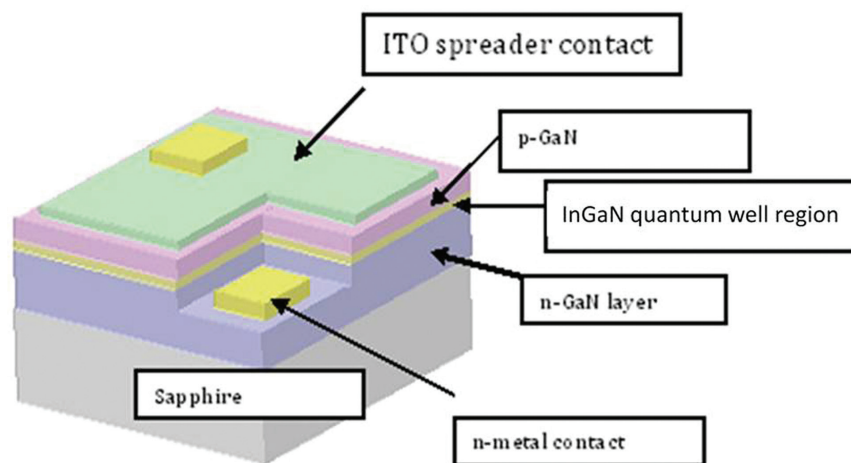 ITO spreader contact
p-GaN
InGaN quantum well region
n-GaN layer
Sapphire
n-metal contact